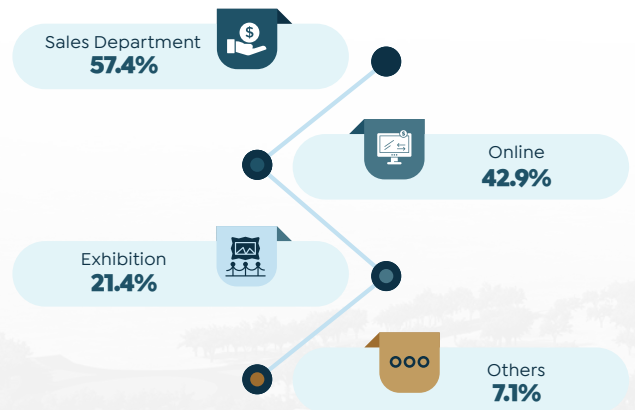 Sales Department
57.4%
Online
42.9%
Exhibition
21.4%
Others
7.1%